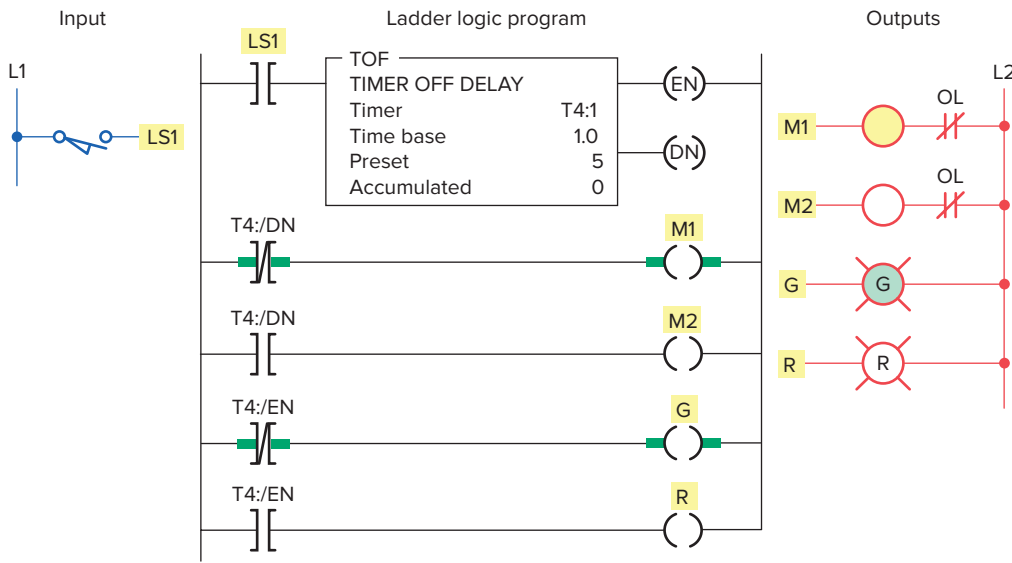 Input
Ladder logic program
Outputs
L1
LS1
LS1
TOF
TIMER OFF DELAY
Timer T4:1
Time base 1.0
Preset 5
Accumulated 0
EN
DN
T4:/DN
M1
T4:/DN
M2
T4:/EN
G
T4:/EN
R
L2
M1
OL
M2
OL
G
G
R
R